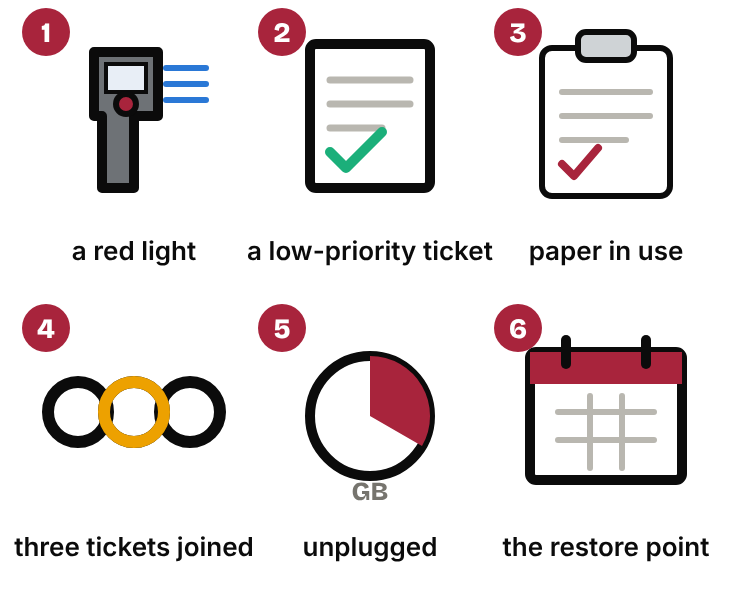 1
2
3
a red light
a low-priority ticket
paper in use
4
5
6
GB
three tickets joined
unplugged
the restore point